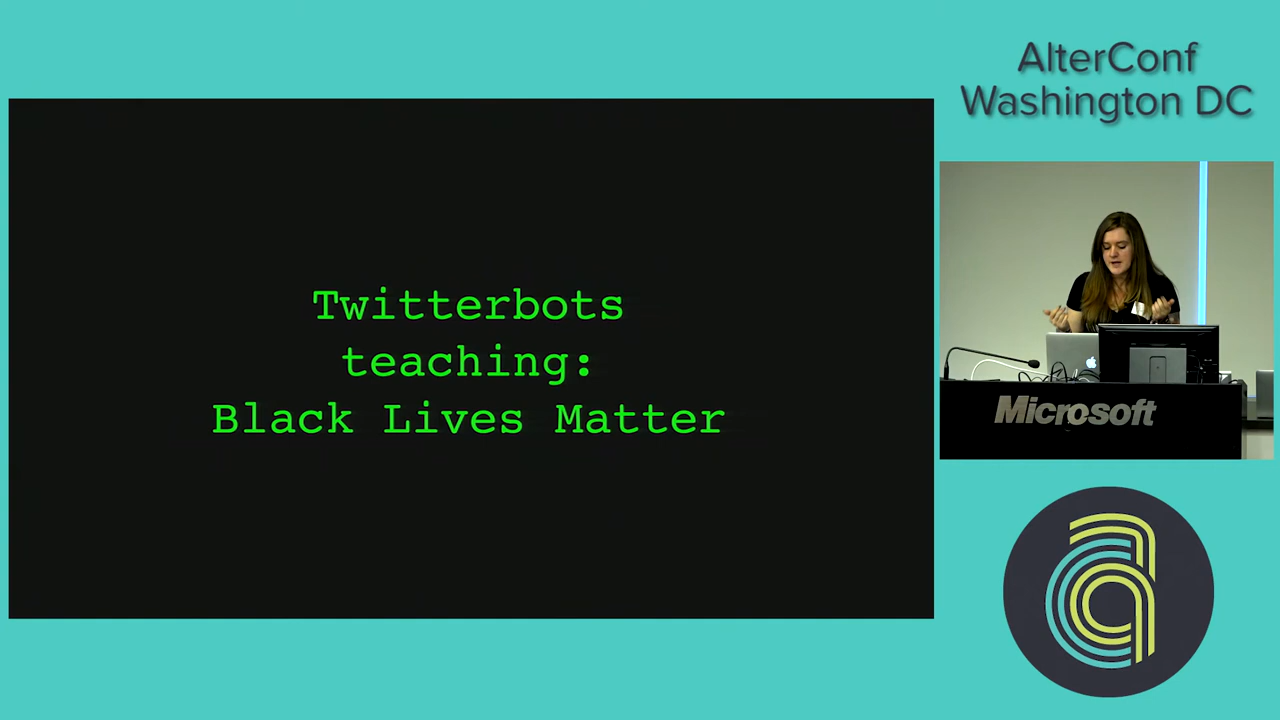 AlterConf
Washington DC
Twitterbots
teaching:
Black Lives Matter
Microsoft